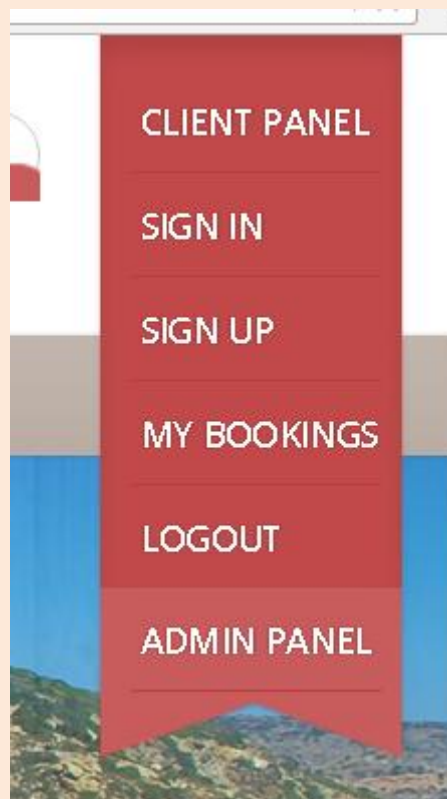 CLIENT PANEL
SIGN IN
SIGN UP
MY BOOKINGS
LOGOUT
ADMIN PANEL